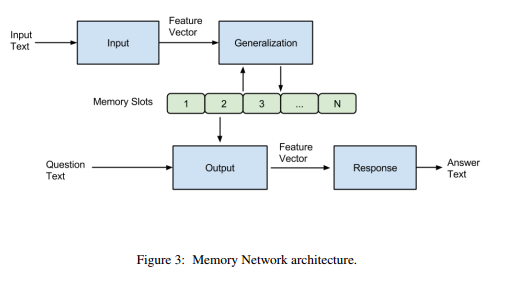 Input
Text
Input
Feature
Vector
Generalization
Memory Slots
1
2
3
...
N
Question
Text
Output
Feature
Vector
Response
Answer
Text
Figure 3: Memory Network architecture.